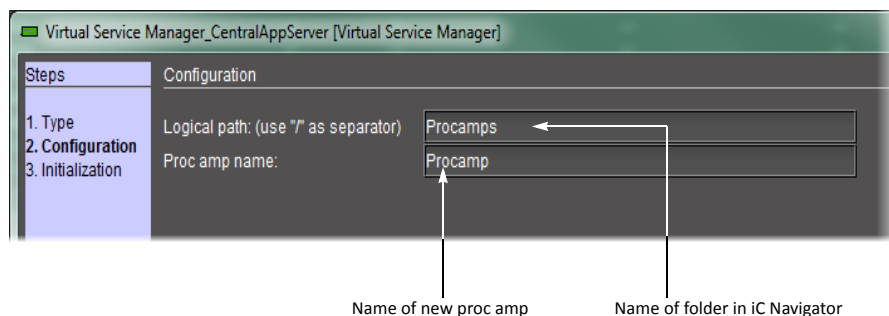 Virtual Service Manager_CentralAppServer [Virtual Service Manager]
Steps
Configuration
1. Type
2. Configuration
3. Initialization
Logical path: (use "/" as separator)
Procamps
Proc amp name:
Procamp
Name of new proc amp
Name of folder in iC Navigator